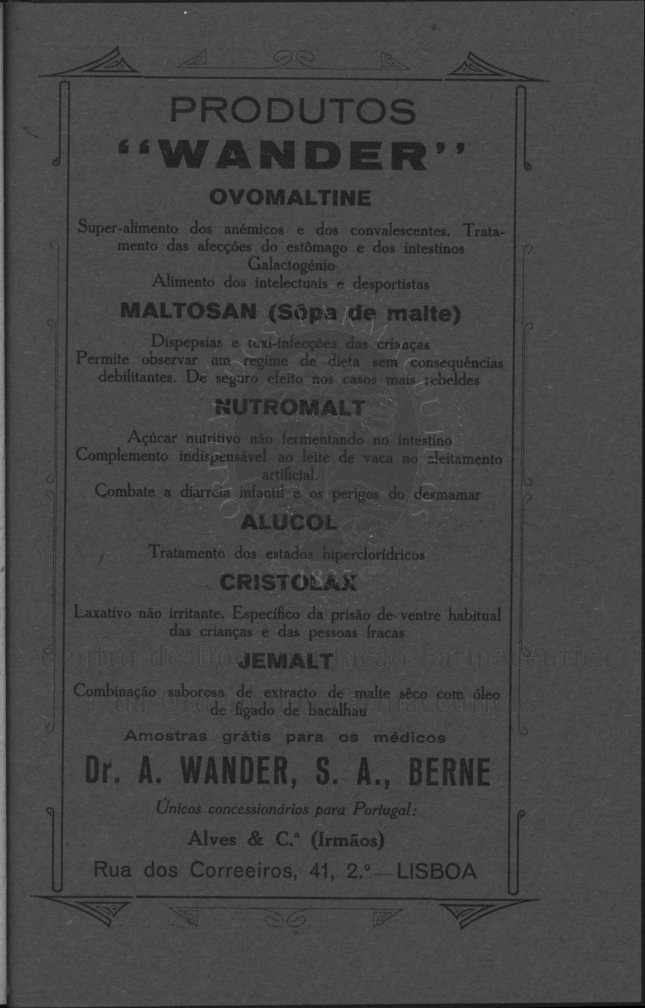 PRODUTOS
"WANDER"
OVOMALTINE
Super-alimento dos anémicos e dos convalescentes. Trata-
mento das afecções do estômago e dos intestinos
Galactogénio
Alimento dos intelectuais e desportistas
MALTOSAN (Sôpa de malte)
Dispepsias e toxi-infecções das crianças
Permite observar um regime de dieta sem consequências
debilitantes. De seguro efeito nos casos mais rebeldes
NUTROMALT
Açúcar nutritivo não fermentando no intestino
Complemento indispensável ao leite de vaca no aleitamento
artificial.
Combate a diarréia infantil e os perigos do desmamar
ALUCOL
Tratamento dos estados hiperclorídricos
CRISTOLAX
Laxativo não irritante. Específico da prisão de ventre habitual
das crianças e das pessoas fracas
JEMALT
Combinação saborosa de extracto de malte sêco com óleo
de fígado de bacalhau
Amostras grátis para os médicos
Dr. A. WANDER, S. A., BERNE
Únicos concessionários para Portugal:
Alves & C.ª (Irmãos)
Rua dos Correeiros, 41, 2.º — LISBOA